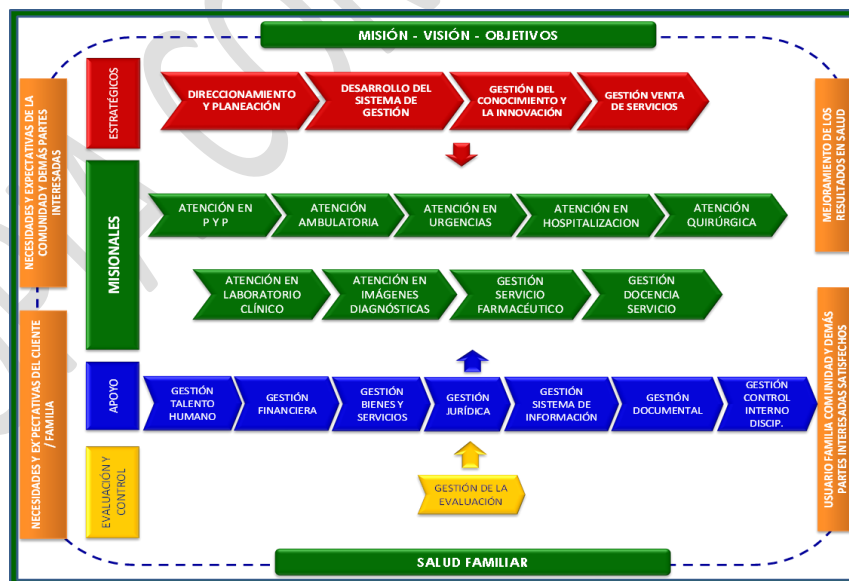 MISIÓN - VISIÓN - OBJETIVOS
NECESIDADES Y EXPECTATIVAS DE LA
COMUNIDAD Y DEMÁS PARTES
INTERESADAS
NECESIDADES Y EXPECTATIVAS DEL CLIENTE
/ FAMILIA
ESTRATÉGICOS
DIRECCIONAMIENTO
Y PLANEACIÓN
DESARROLLO DEL
SISTEMA DE
GESTIÓN
GESTIÓN DEL
CONOCIMIENTO Y
LA INNOVACIÓN
GESTIÓN VENTA
DE SERVICIOS
MISIONALES
ATENCIÓN EN
P Y P
ATENCIÓN
AMBULATORIA
ATENCIÓN EN
URGENCIAS
ATENCIÓN EN
HOSPITALIZACION
ATENCIÓN
QUIRÚRGICA
ATENCIÓN EN
LABORATORIO
CLÍNICO
ATENCIÓN EN
IMÁGENES
DIAGNÓSTICAS
GESTIÓN
SERVICIO
FARMACÉUTICO
GESTIÓN
DOCENCIA
SERVICIO
APOYO
GESTIÓN
TALENTO
HUMANO
GESTIÓN
FINANCIERA
GESTIÓN
BIENES Y
SERVICIOS
GESTIÓN
JURÍDICA
GESTIÓN
SISTEMA DE
INFORMACIÓN
GESTIÓN
DOCUMENTAL
GESTIÓN
CONTROL
INTERNO
DISCIP.
EVALUACIÓN Y
CONTROL
GESTIÓN DE LA
EVALUACIÓN
MEJORAMIENTO DE LOS
RESULTADOS EN SALUD
USUARIO FAMILIA COMUNIDAD Y DEMÁS
PARTES INTERESADAS SATISFECHOS
SALUD FAMILIAR